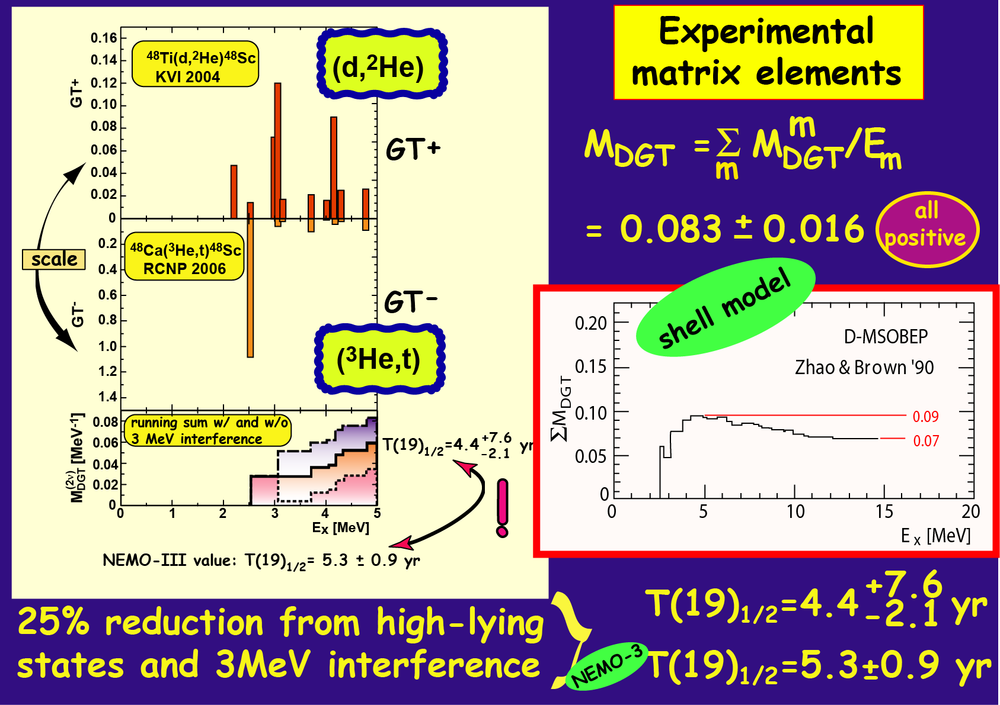 0.16
0.14
0.12
0.10
0.08
0.06
0.04
0.02
0
GT+
48Ti(d,2He)48Sc
KVI 2004
(d,2He)
GT+
scale
0.2
0.4
0.6
0.8
1.0
1.2
1.4
GT-
48Ca(3He,t)48Sc
RCNP 2006
GT-
(3He,t)
0.08
0.06
0.04
0.02
0
M(2ν)DGT [MeV-1]
running sum w/ and w/o
3 MeV interference
0 1 2 3 4 5
Ex [MeV]
T(19)1/2=4.4+7.6-2.1 yr
!
NEMO-III value: T(19)1/2= 5.3 ± 0.9 yr
Experimental
matrix elements
MDGT = Σm MmDGT/Em
= 0.083 ± 0.016
all
positive
shell model
0.20
0.15
0.10
0.05
0
ΣMDGT
D-MSOBEP
Zhao & Brown '90
0.09
0.07
0 5 10 15 20
Ex [MeV]
25% reduction from high-lying
states and 3MeV interference
T(19)1/2=4.4+7.6-2.1 yr
NEMO-3
T(19)1/2=5.3±0.9 yr